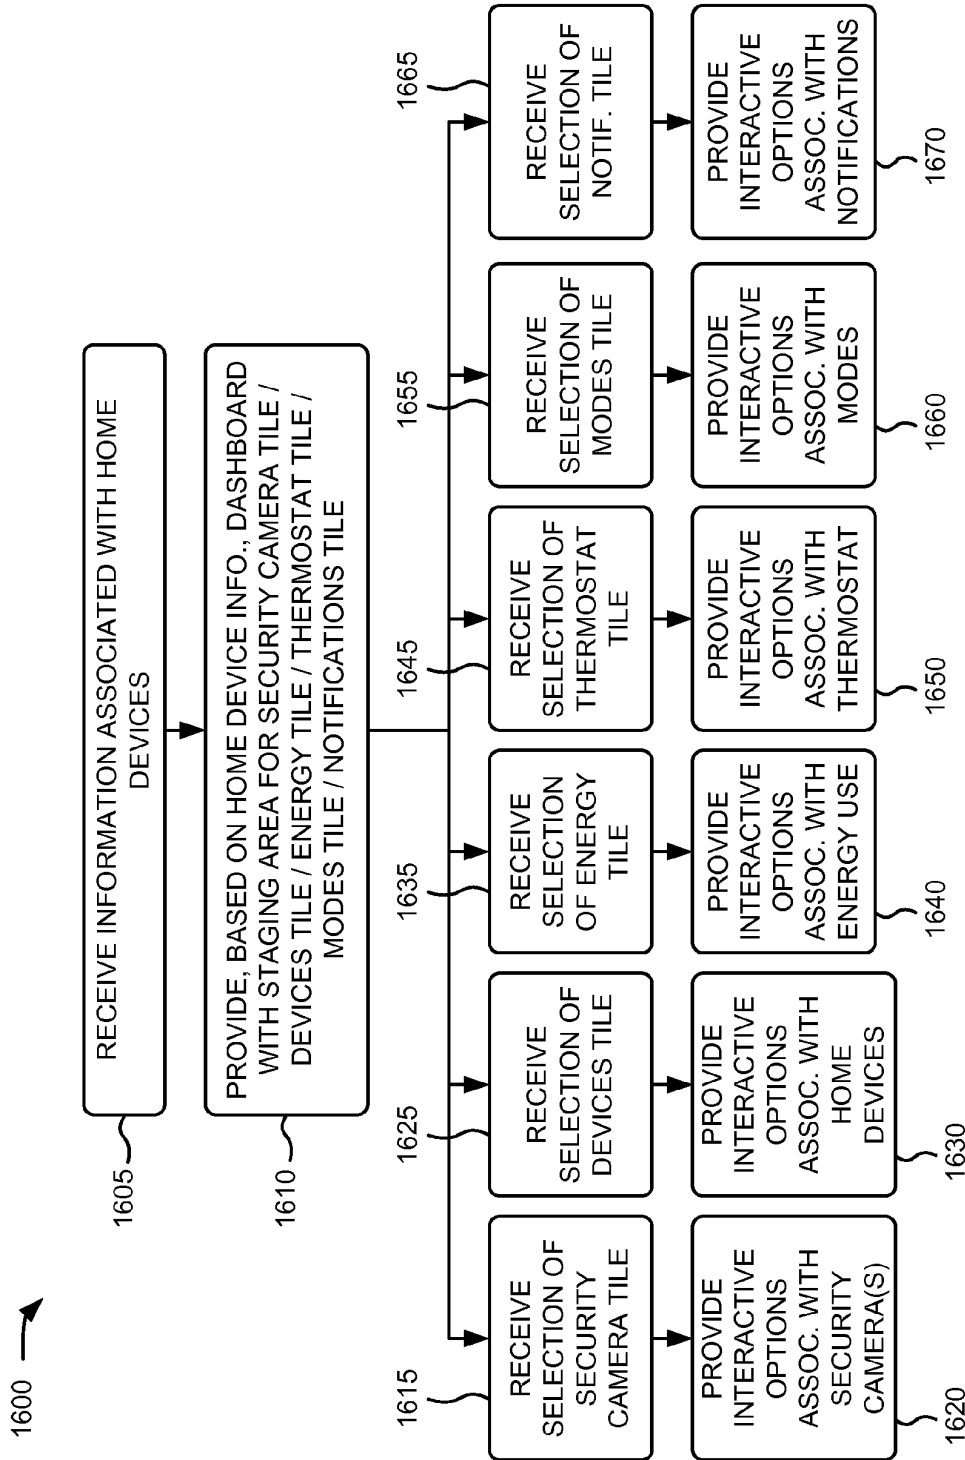 1600
RECEIVE INFORMATION ASSOCIATED WITH HOME
DEVICES
1605
PROVIDE, BASED ON HOME DEVICE INFO., DASHBOARD
WITH STAGING AREA FOR SECURITY CAMERA TILE /
DEVICES TILE / ENERGY TILE / THERMOSTAT TILE /
MODES TILE / NOTIFICATIONS TILE
1610
1615
RECEIVE
SELECTION OF
SECURITY
CAMERA TILE
PROVIDE
INTERACTIVE
OPTIONS
ASSOC. WITH
SECURITY
CAMERA(S)
1620
1625
RECEIVE
SELECTION OF
DEVICES TILE
PROVIDE
INTERACTIVE
OPTIONS
ASSOC. WITH
HOME
DEVICES
1630
1635
RECEIVE
SELECTION
OF ENERGY
TILE
PROVIDE
INTERACTIVE
OPTIONS
ASSOC. WITH
ENERGY USE
1640
1645
RECEIVE
SELECTION OF
THERMOSTAT
TILE
PROVIDE
INTERACTIVE
OPTIONS
ASSOC. WITH
THERMOSTAT
1650
1655
RECEIVE
SELECTION OF
MODES TILE
PROVIDE
INTERACTIVE
OPTIONS
ASSOC. WITH
MODES
1660
1665
RECEIVE
SELECTION OF
NOTIF. TILE
PROVIDE
INTERACTIVE
OPTIONS
ASSOC. WITH
NOTIFICATIONS
1670